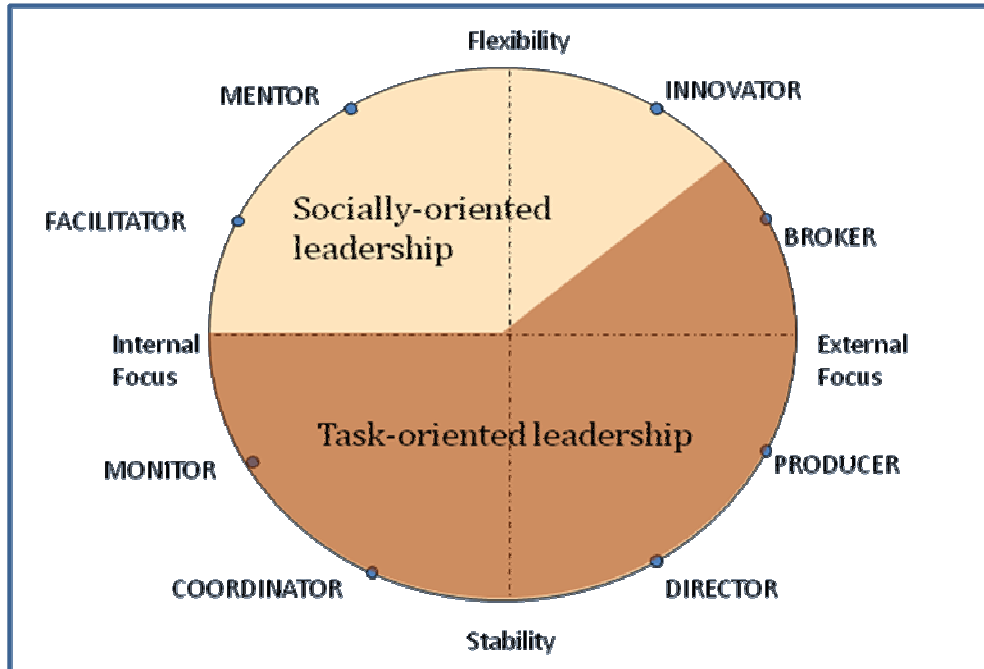 Flexibility
MENTOR
INNOVATOR
Socially-oriented
leadership
FACILITATOR
BROKER
Internal
Focus
External
Focus
Task-oriented leadership
MONITOR
PRODUCER
COORDINATOR
DIRECTOR
Stability